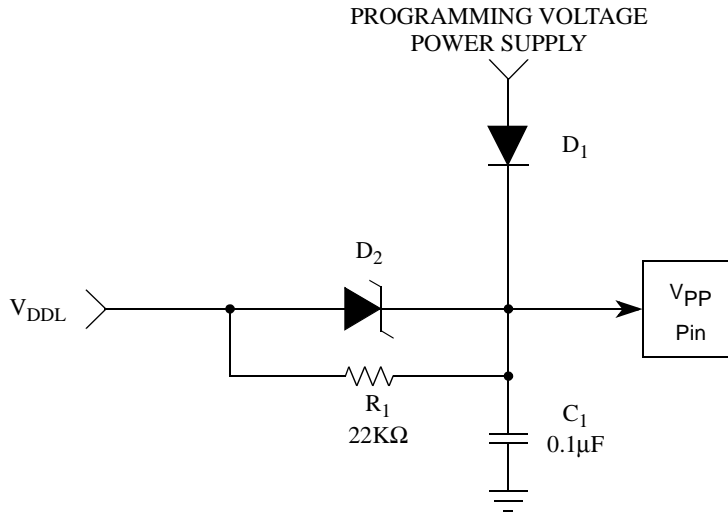 PROGRAMMING VOLTAGE
POWER SUPPLY
D1
D2
VDDL
VPP
Pin
R1
22KΩ
C1
0.1µF